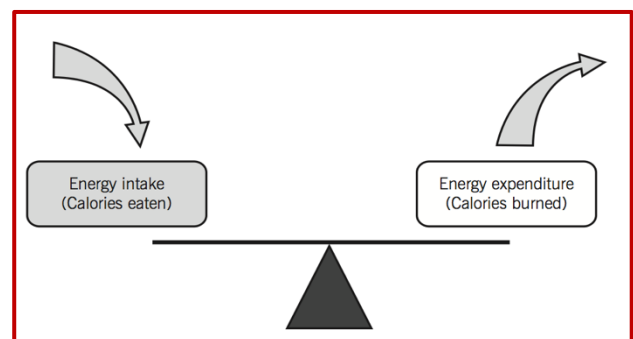 Energy intake
(Calories eaten)
Energy expenditure
(Calories burned)